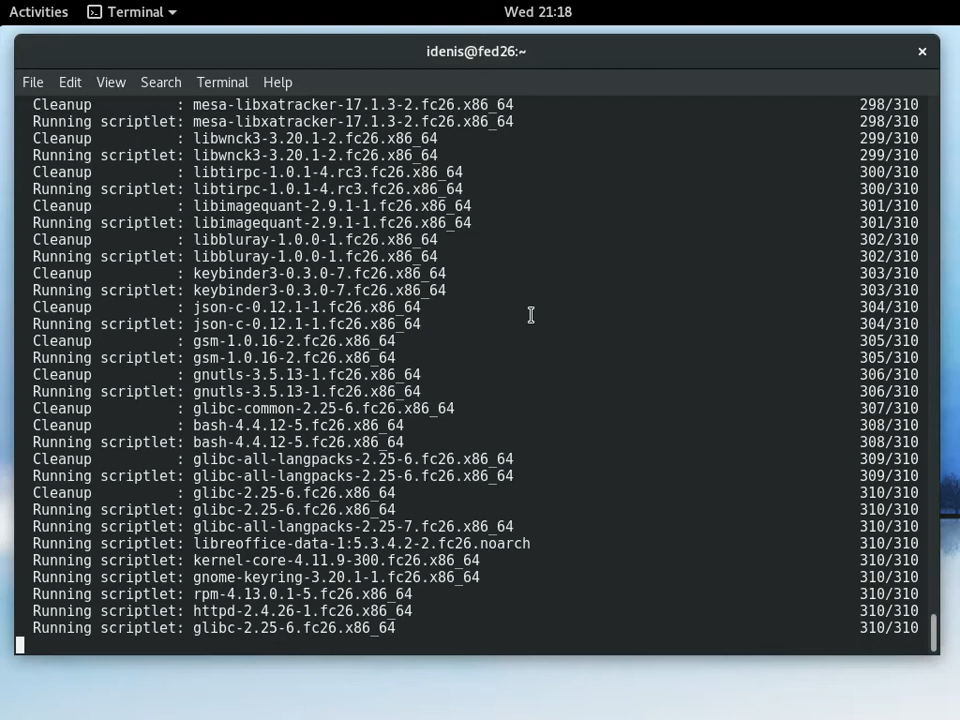 Activities Terminal Wed 21:18
idenis@fed26:~
File Edit View Search Terminal Help
Cleanup : mesa-libxatracker-17.1.3-2.fc26.x86_64 298/310
Running scriptlet: mesa-libxatracker-17.1.3-2.fc26.x86_64 298/310
Cleanup : libwnck3-3.20.1-2.fc26.x86_64 299/310
Running scriptlet: libwnck3-3.20.1-2.fc26.x86_64 299/310
Cleanup : libtirpc-1.0.1-4.rc3.fc26.x86_64 300/310
Running scriptlet: libtirpc-1.0.1-4.rc3.fc26.x86_64 300/310
Cleanup : libimagequant-2.9.1-1.fc26.x86_64 301/310
Running scriptlet: libimagequant-2.9.1-1.fc26.x86_64 301/310
Cleanup : libbluray-1.0.0-1.fc26.x86_64 302/310
Running scriptlet: libbluray-1.0.0-1.fc26.x86_64 302/310
Cleanup : keybinder3-0.3.0-7.fc26.x86_64 303/310
Running scriptlet: keybinder3-0.3.0-7.fc26.x86_64 303/310
Cleanup : json-c-0.12.1-1.fc26.x86_64 304/310
Running scriptlet: json-c-0.12.1-1.fc26.x86_64 304/310
Cleanup : gsm-1.0.16-2.fc26.x86_64 305/310
Running scriptlet: gsm-1.0.16-2.fc26.x86_64 305/310
Cleanup : gnutls-3.5.13-1.fc26.x86_64 306/310
Running scriptlet: gnutls-3.5.13-1.fc26.x86_64 306/310
Cleanup : glibc-common-2.25-6.fc26.x86_64 307/310
Cleanup : bash-4.4.12-5.fc26.x86_64 308/310
Running scriptlet: bash-4.4.12-5.fc26.x86_64 308/310
Cleanup : glibc-all-langpacks-2.25-6.fc26.x86_64 309/310
Running scriptlet: glibc-all-langpacks-2.25-6.fc26.x86_64 309/310
Cleanup : glibc-2.25-6.fc26.x86_64 310/310
Running scriptlet: glibc-2.25-6.fc26.x86_64 310/310
Running scriptlet: glibc-all-langpacks-2.25-7.fc26.x86_64 310/310
Running scriptlet: libreoffice-data-1:5.3.4.2-2.fc26.noarch 310/310
Running scriptlet: kernel-core-4.11.9-300.fc26.x86_64 310/310
Running scriptlet: gnome-keyring-3.20.1-1.fc26.x86_64 310/310
Running scriptlet: rpm-4.13.0.1-5.fc26.x86_64 310/310
Running scriptlet: httpd-2.4.26-1.fc26.x86_64 310/310
Running scriptlet: glibc-2.25-6.fc26.x86_64 310/310